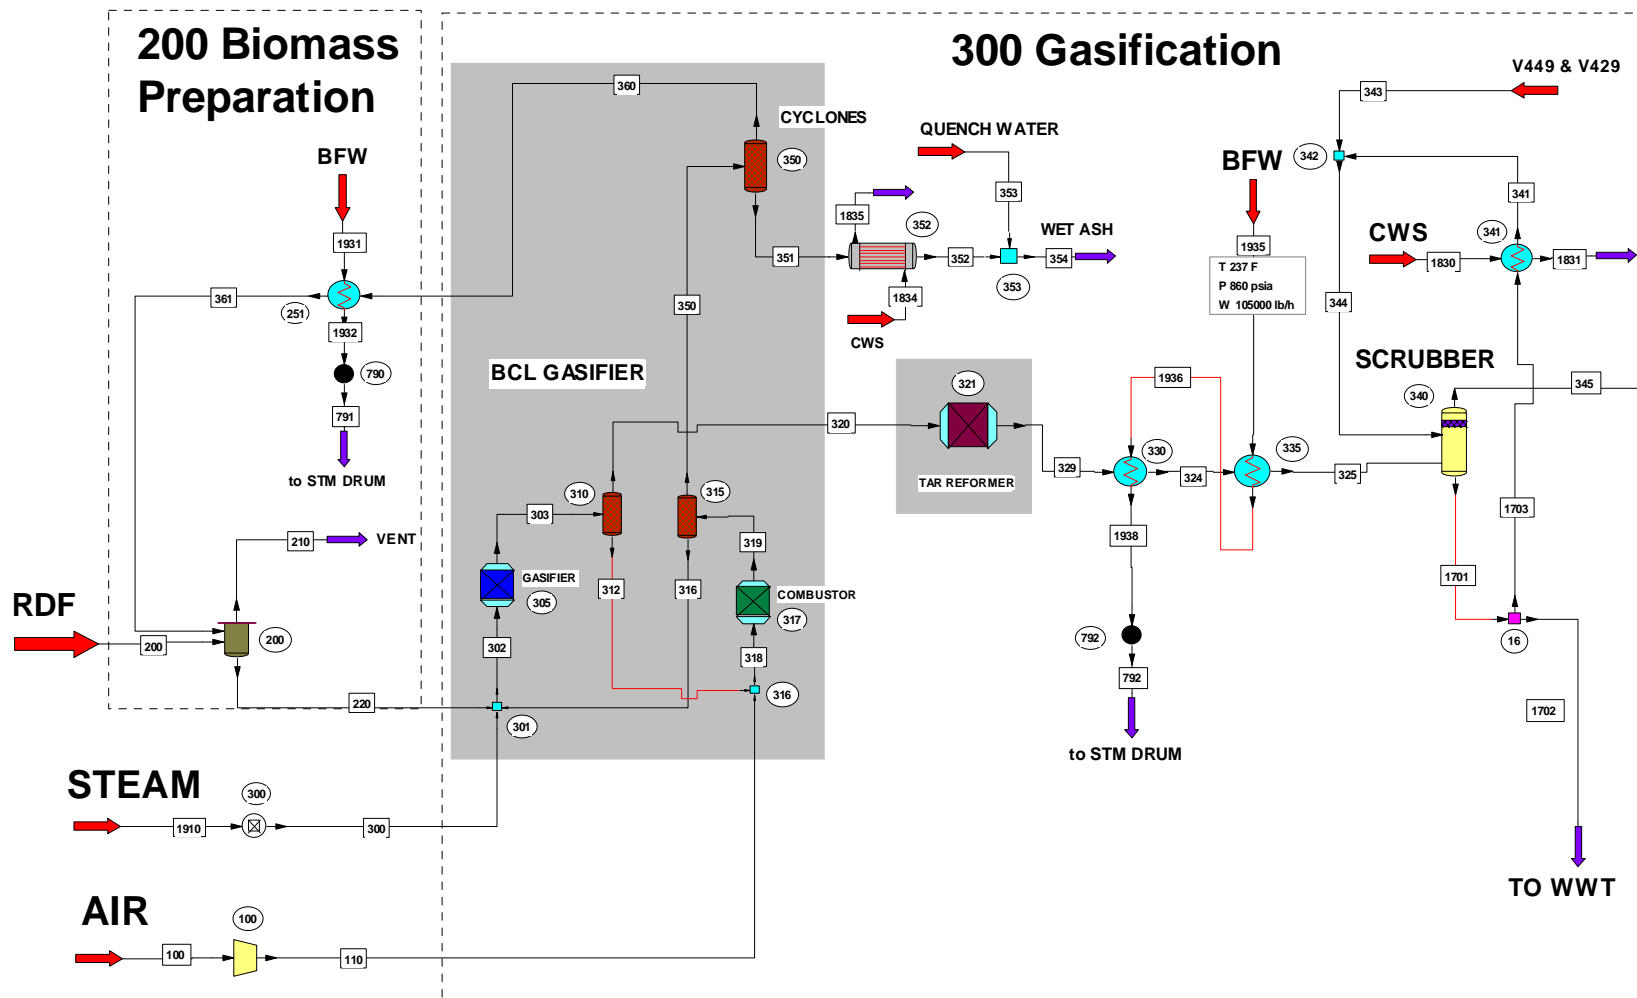 200 Biomass
Preparation
300 Gasification
V449 & V429
360
343
CYCLONES
QUENCH WATER
BFW
350
BFW
342
353
341
1835
352
WET ASH
1931
1935
CWS
341
351
352
354
1830
1831
T 237 F
P 860 psia
W 105000 lb/h
353
361
251
350
1834
344
1932
CWS
SCRUBBER
790
BCL GASIFIER
321
1936
340
345
791
320
330
335
329
324
325
to STM DRUM
TAR REFORMER
310
315
303
1703
210
VENT
319
1938
GASIFIER
305
312
316
COMBUSTOR
317
1701
RDF
200
200
302
318
792
16
792
220
301
316
1702
to STM DRUM
STEAM
300
1910
300
TO WWT
AIR
100
100
110